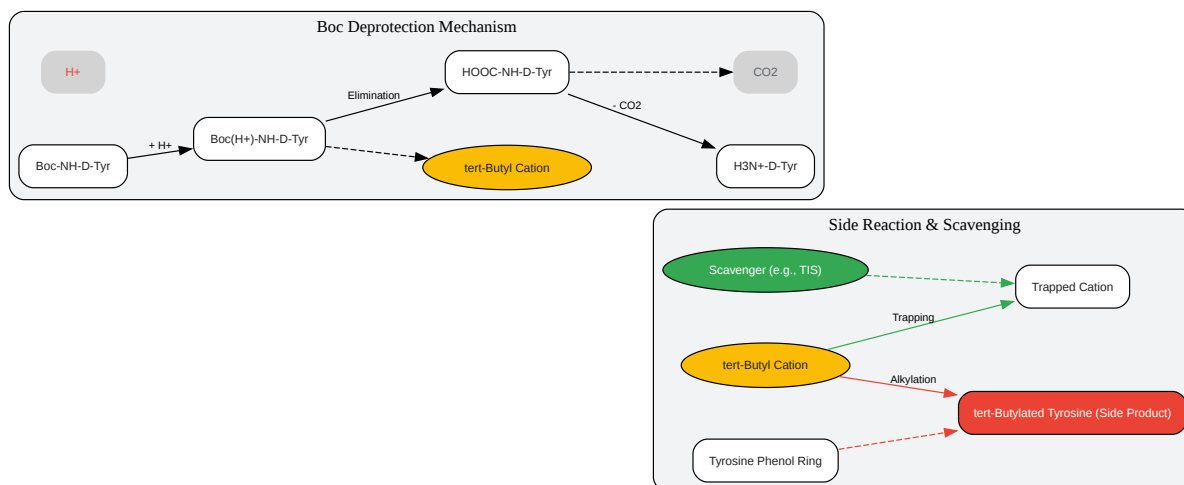 Boc Deprotection Mechanism
H+
HOOC-NH-D-Tyr
CO2
Elimination
- CO2
Boc(H+)-NH-D-Tyr
+ H+
Boc-NH-D-Tyr
tert-Butyl Cation
H3N+-D-Tyr
Side Reaction & Scavenging
Scavenger (e.g., TIS)
Trapped Cation
Trapping
tert-Butyl Cation
Alkylation
tert-Butylated Tyrosine (Side Product)
Tyrosine Phenol Ring